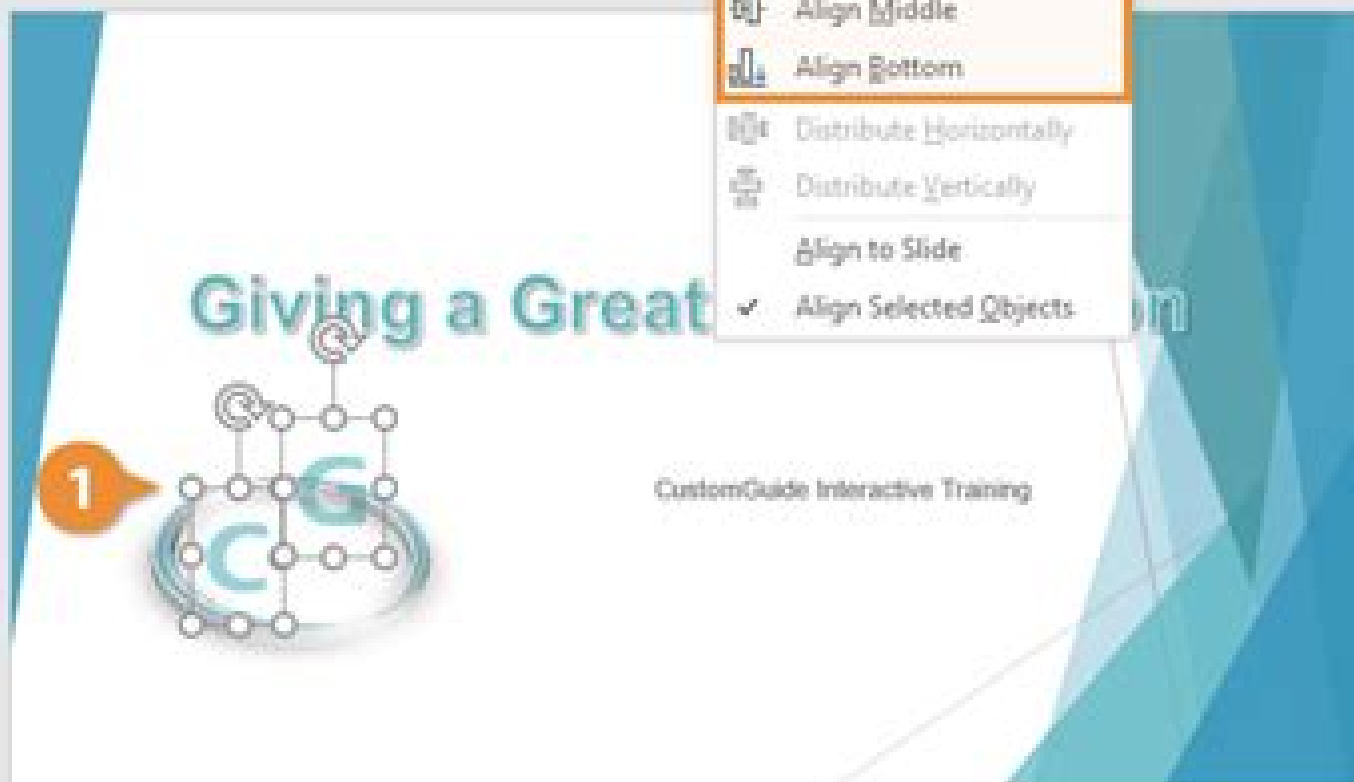 Align Middle
Align Bottom
Distribute Horizontally
Distribute Vertically
Align to Slide
✓ Align Selected Objects
Giving a Great on
1
G
C
CustomGuide Interactive Training